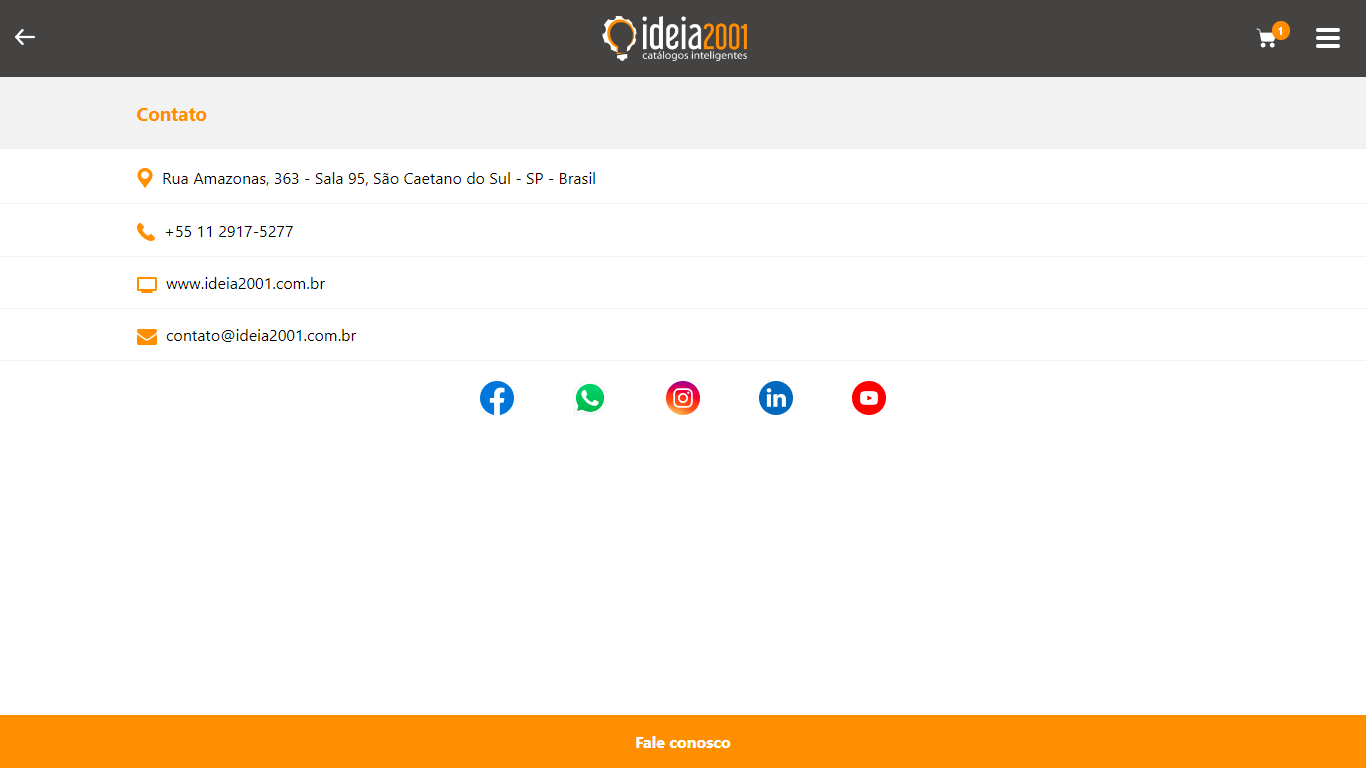 ideia2001
catálogos inteligentes
1
Contato
Rua Amazonas, 363 - Sala 95, São Caetano do Sul - SP - Brasil
+55 11 2917-5277
www.ideia2001.com.br
contato@ideia2001.com.br
in
Fale conosco